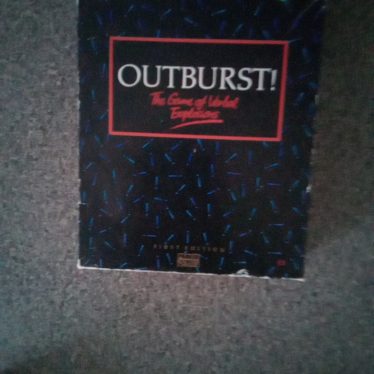 OUTBURST!
The Game of Verbal
Explosions
FIRST EDITION